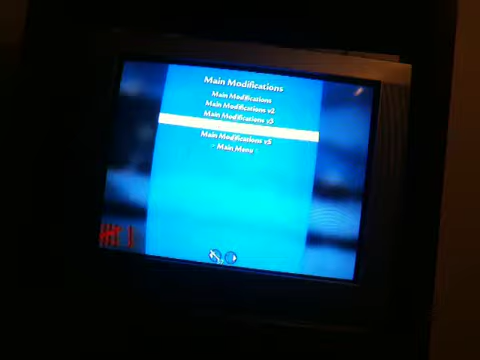 Main Modifications
Main Modifications
Main Modifications v2
Main Modifications v3
Main Modifications v5
- Main Menu -